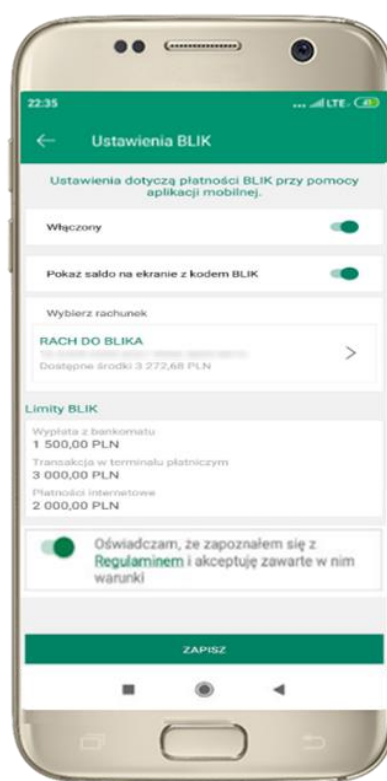 22:35
... LTE
Ustawienia BLIK
Ustawienia dotyczą płatności BLIK przy pomocy
aplikacji mobilnej.
Włączony
Pokaż saldo na ekranie z kodem BLIK
Wybierz rachunek
RACH DO BLIKA
Dostępne środki 3 272,68 PLN
Limity BLIK
Wypłata z bankomatu
1 500,00 PLN
Transakcja w terminalu płatniczym
3 000,00 PLN
Płatności internetowe
2 000,00 PLN
Oświadczam, że zapoznałem się z
Regulaminem i akceptuję zawarte w nim
warunki
ZAPISZ